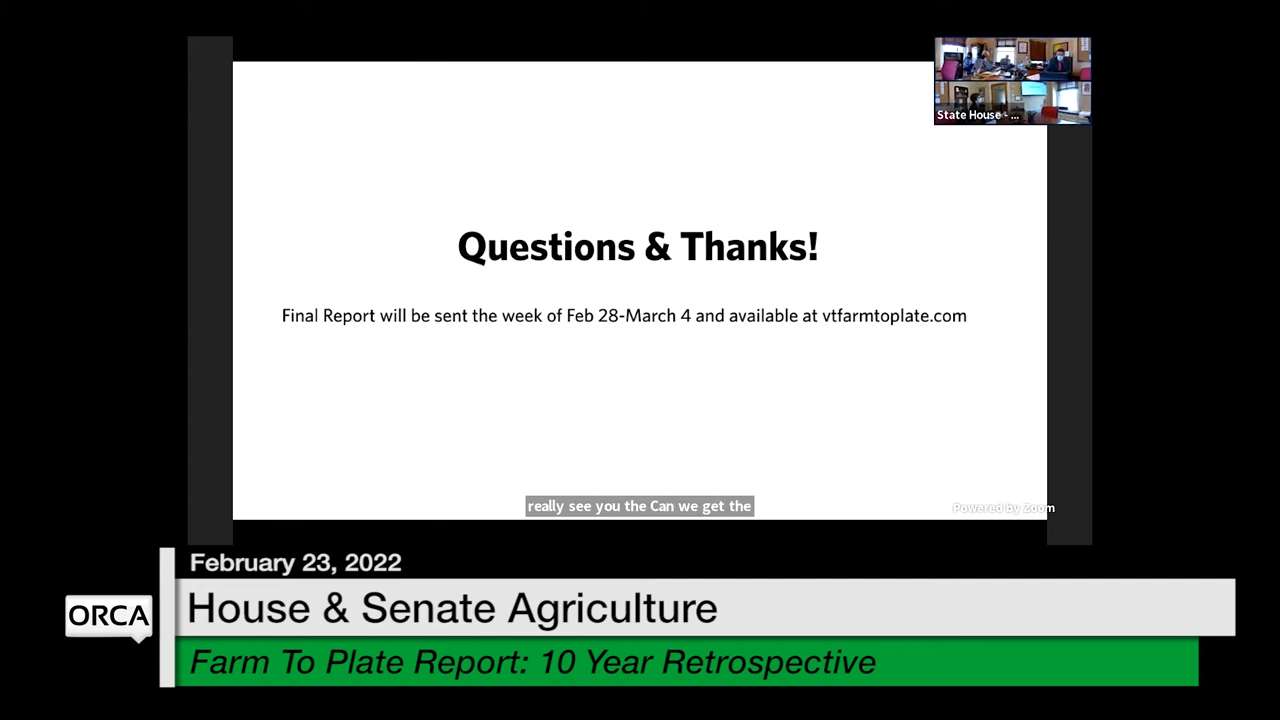 State House - ...
Questions & Thanks!
Final Report will be sent the week of Feb 28-March 4 and available at vtfarmtoplate.com
really see you the Can we get the
Powered by Zoom
February 23, 2022
ORCA
House & Senate Agriculture
Farm To Plate Report: 10 Year Retrospective